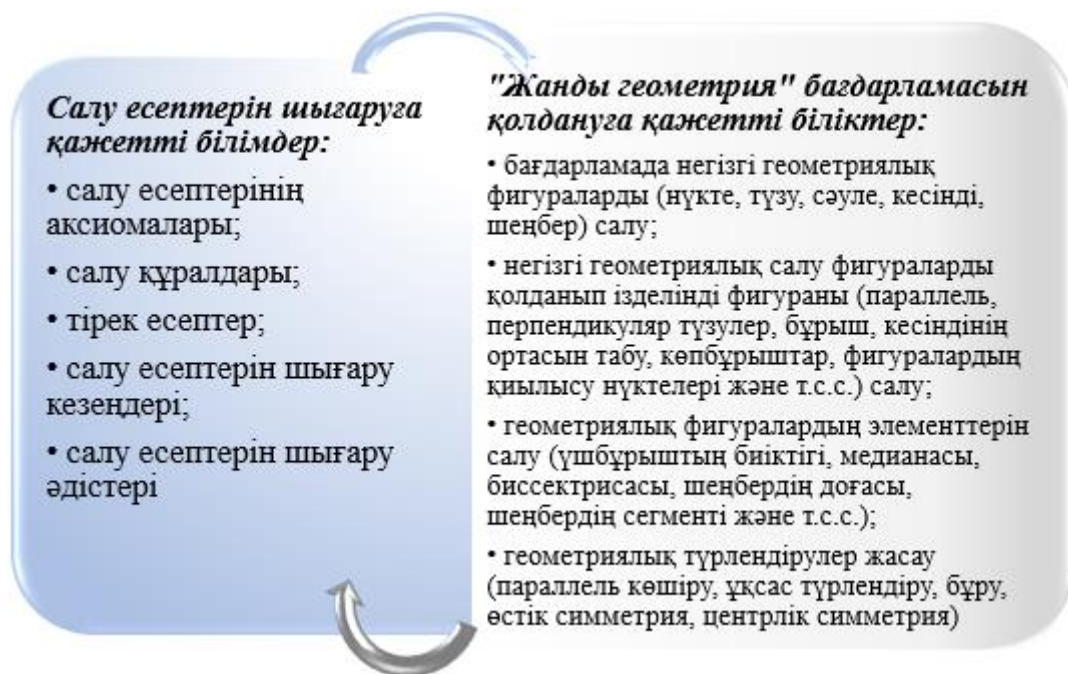 Салу есептерін шығаруға
қажетті білімдер:
• салу есептерінің
аксиомалары;
• салу құралдары;
• тірек есептер;
• салу есептерін шығару
кезеңдері;
• салу есептерін шығару
әдістері
"Жанды геометрия" бағдарламасын
қолдануға қажетті біліктер:
• бағдарламада негізгі геометриялық
фигураларды (нүкте, түзу, сәуле, кесінді,
шеңбер) салу;
• негізгі геометриялық салу фигураларды
қолданып ізделінді фигураны (параллель,
перпендикуляр түзулер, бұрыш, кесіндінің
ортасын табу, көпбұрыштар, фигуралардың
қиылысу нүктелері және т.с.с.) салу;
• геометриялық фигуралардың элементтерін
салу (үшбұрыштың биіктігі, медианасы,
биссектрисасы, шеңбердің доғасы,
шеңбердің сегменті және т.с.с.);
• геометриялық түрлендірулер жасау
(параллель көшіру, ұқсас түрлендіру, бұру,
өстік симметрия, центрлік симметрия)